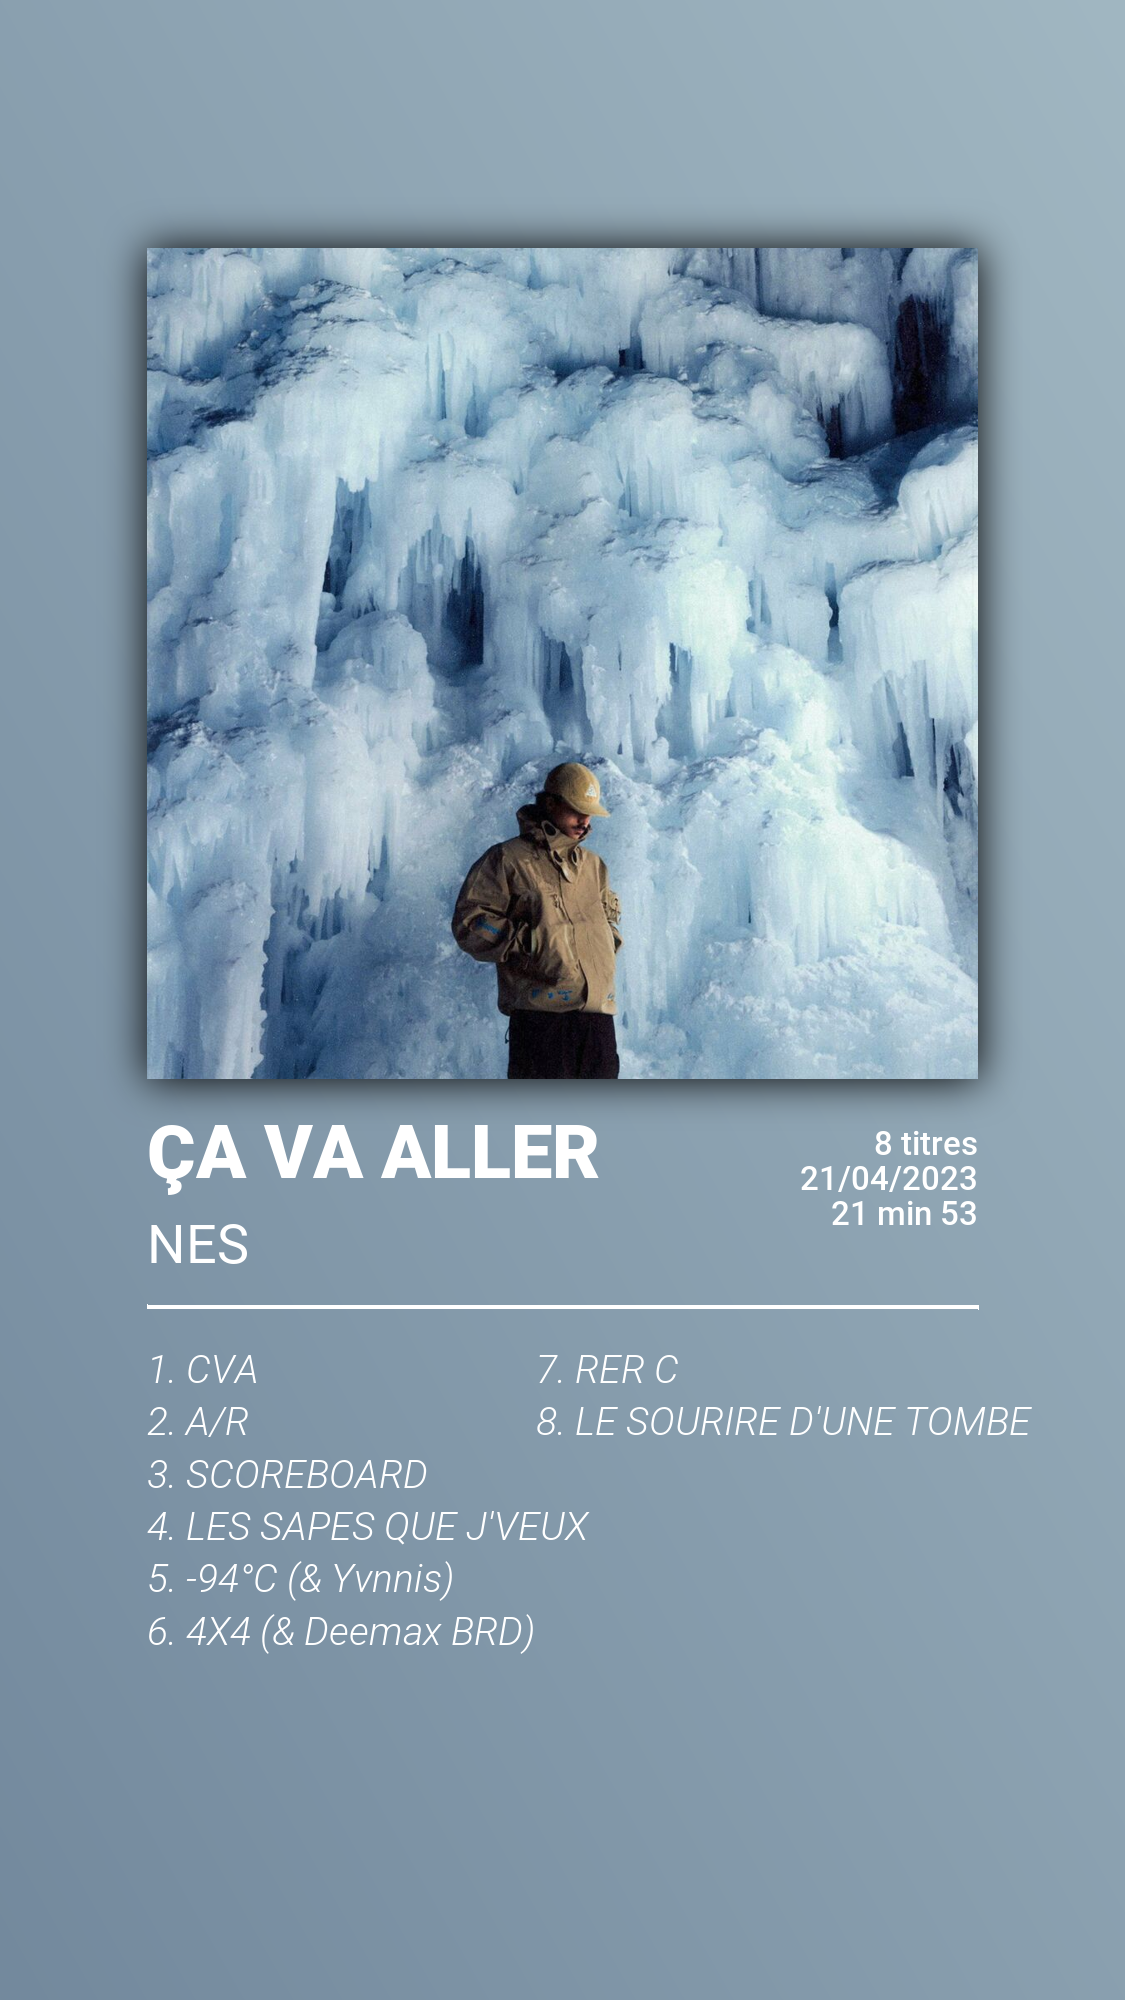 ÇA VA ALLER
NES
8 titres
21/04/2023
21 min 53
1. CVA
2. A/R
3. SCOREBOARD
4. LES SAPES QUE J'VEUX
5. -94°C (& Yvnnis)
6. 4X4 (& Deemax BRD)
7. RER C
8. LE SOURIRE D'UNE TOMBE